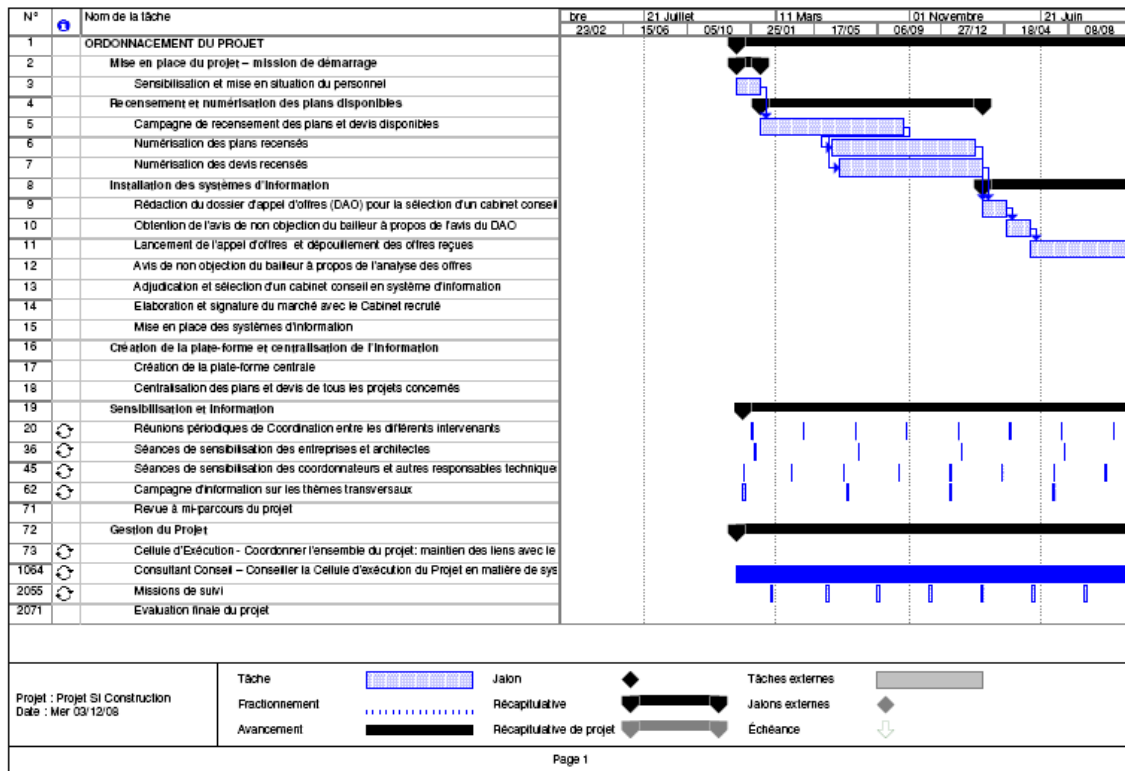 N° Nom de la tâche bre 21 Juillet 11 Mars 01 Novembre 21 Juin
23/02 15/06 05/10 25/01 17/05 06/09 27/12 18/04 08/08
1 ORDONNACEMENT DU PROJET
2 Mise en place du projet – mission de démarrage
3 Sensibilisation et mise en situation du personnel
4 Recensement et numérisation des plans disponibles
5 Campagne de recensement des plans et devis disponibles
6 Numérisation des plans recensés
7 Numérisation des devis recensés
8 Installation des systèmes d'information
9 Rédaction du dossier d'appel d'offres (DAO) pour la sélection d'un cabinet conseil
10 Obtention de l'avis de non objection du bailleur à propos de l'avis du DAO
11 Lancement de l'appel d'offres et dépouillement des offres reçues
12 Avis de non objection du bailleur à propos de l'analyse des offres
13 Adjudication et sélection d'un cabinet conseil en système d'information
14 Elaboration et signature du marché avec le Cabinet recruté
15 Mise en place des systèmes d'information
16 Création de la plate-forme et centralisation de l'information
17 Création de la plate-forme centrale
18 Centralisation des plans et devis de tous les projets concernés
19 Sensibilisation et Information
20 Réunions périodiques de Coordination entre les différents intervenants
36 Séances de sensibilisation des entreprises et architectes
45 Séances de sensibilisation des coordonnateurs et autres responsables technique
62 Campagne d'information sur les thèmes transversaux
71 Revue à mi-parcours du projet
72 Gestion du Projet
73 Cellule d'Exécution - Coordonner l'ensemble du projet: maintien des liens avec le
1064 Consultant Conseil – Conseiller la Cellule d'exécution du Projet en matière de sys
2055 Missions de suivi
2071 Evaluation finale du projet
Projet : Projet SI Construction
Date : Mer 03/12/08
Tâche Jalon Tâches externes
Fractionnement Récapitulative Jalons externes
Avancement Récapitulative de projet Échéance
Page 1